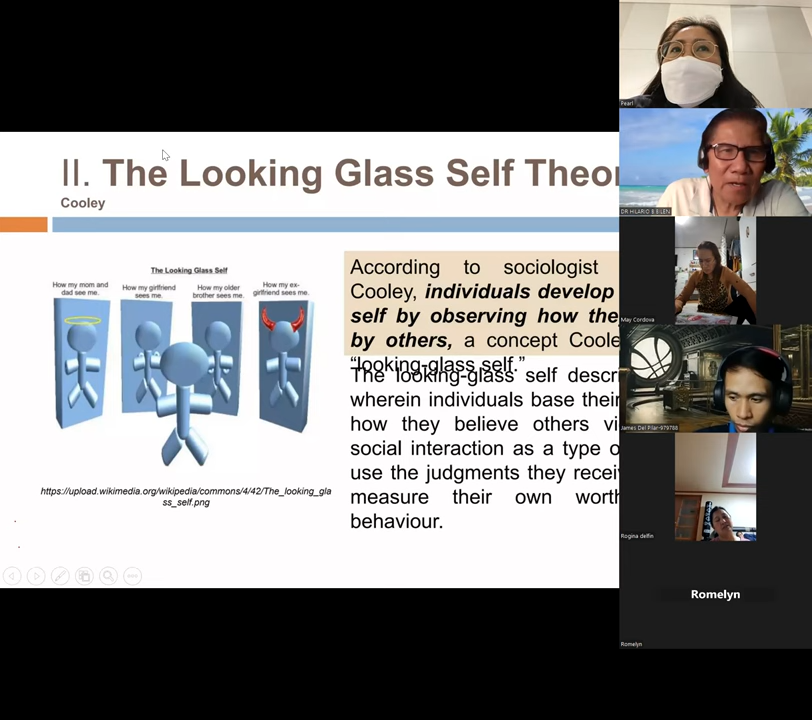 II. The Looking Glass Self Theor
Cooley
The Looking Glass Self
How my mom and
dad see me.
How my girlfriend
sees me.
How my older
brother sees me.
How my ex-
girlfriend sees me.
https://upload.wikimedia.org/wikipedia/commons/4/42/The_looking_gla
ss_self.png
According to sociologist
Cooley, individuals develop
self by observing how the
by others, a concept Coole
“looking-glass self.”
The looking-glass self descri
wherein individuals base their
how they believe others vi
social interaction as a type o
use the judgments they recei
measure their own worth
behaviour.
Pearl
DR HILARIO B BILEN
May Cordova
James Del Pilar-979788
Rogina delfin
Romelyn
Romelyn